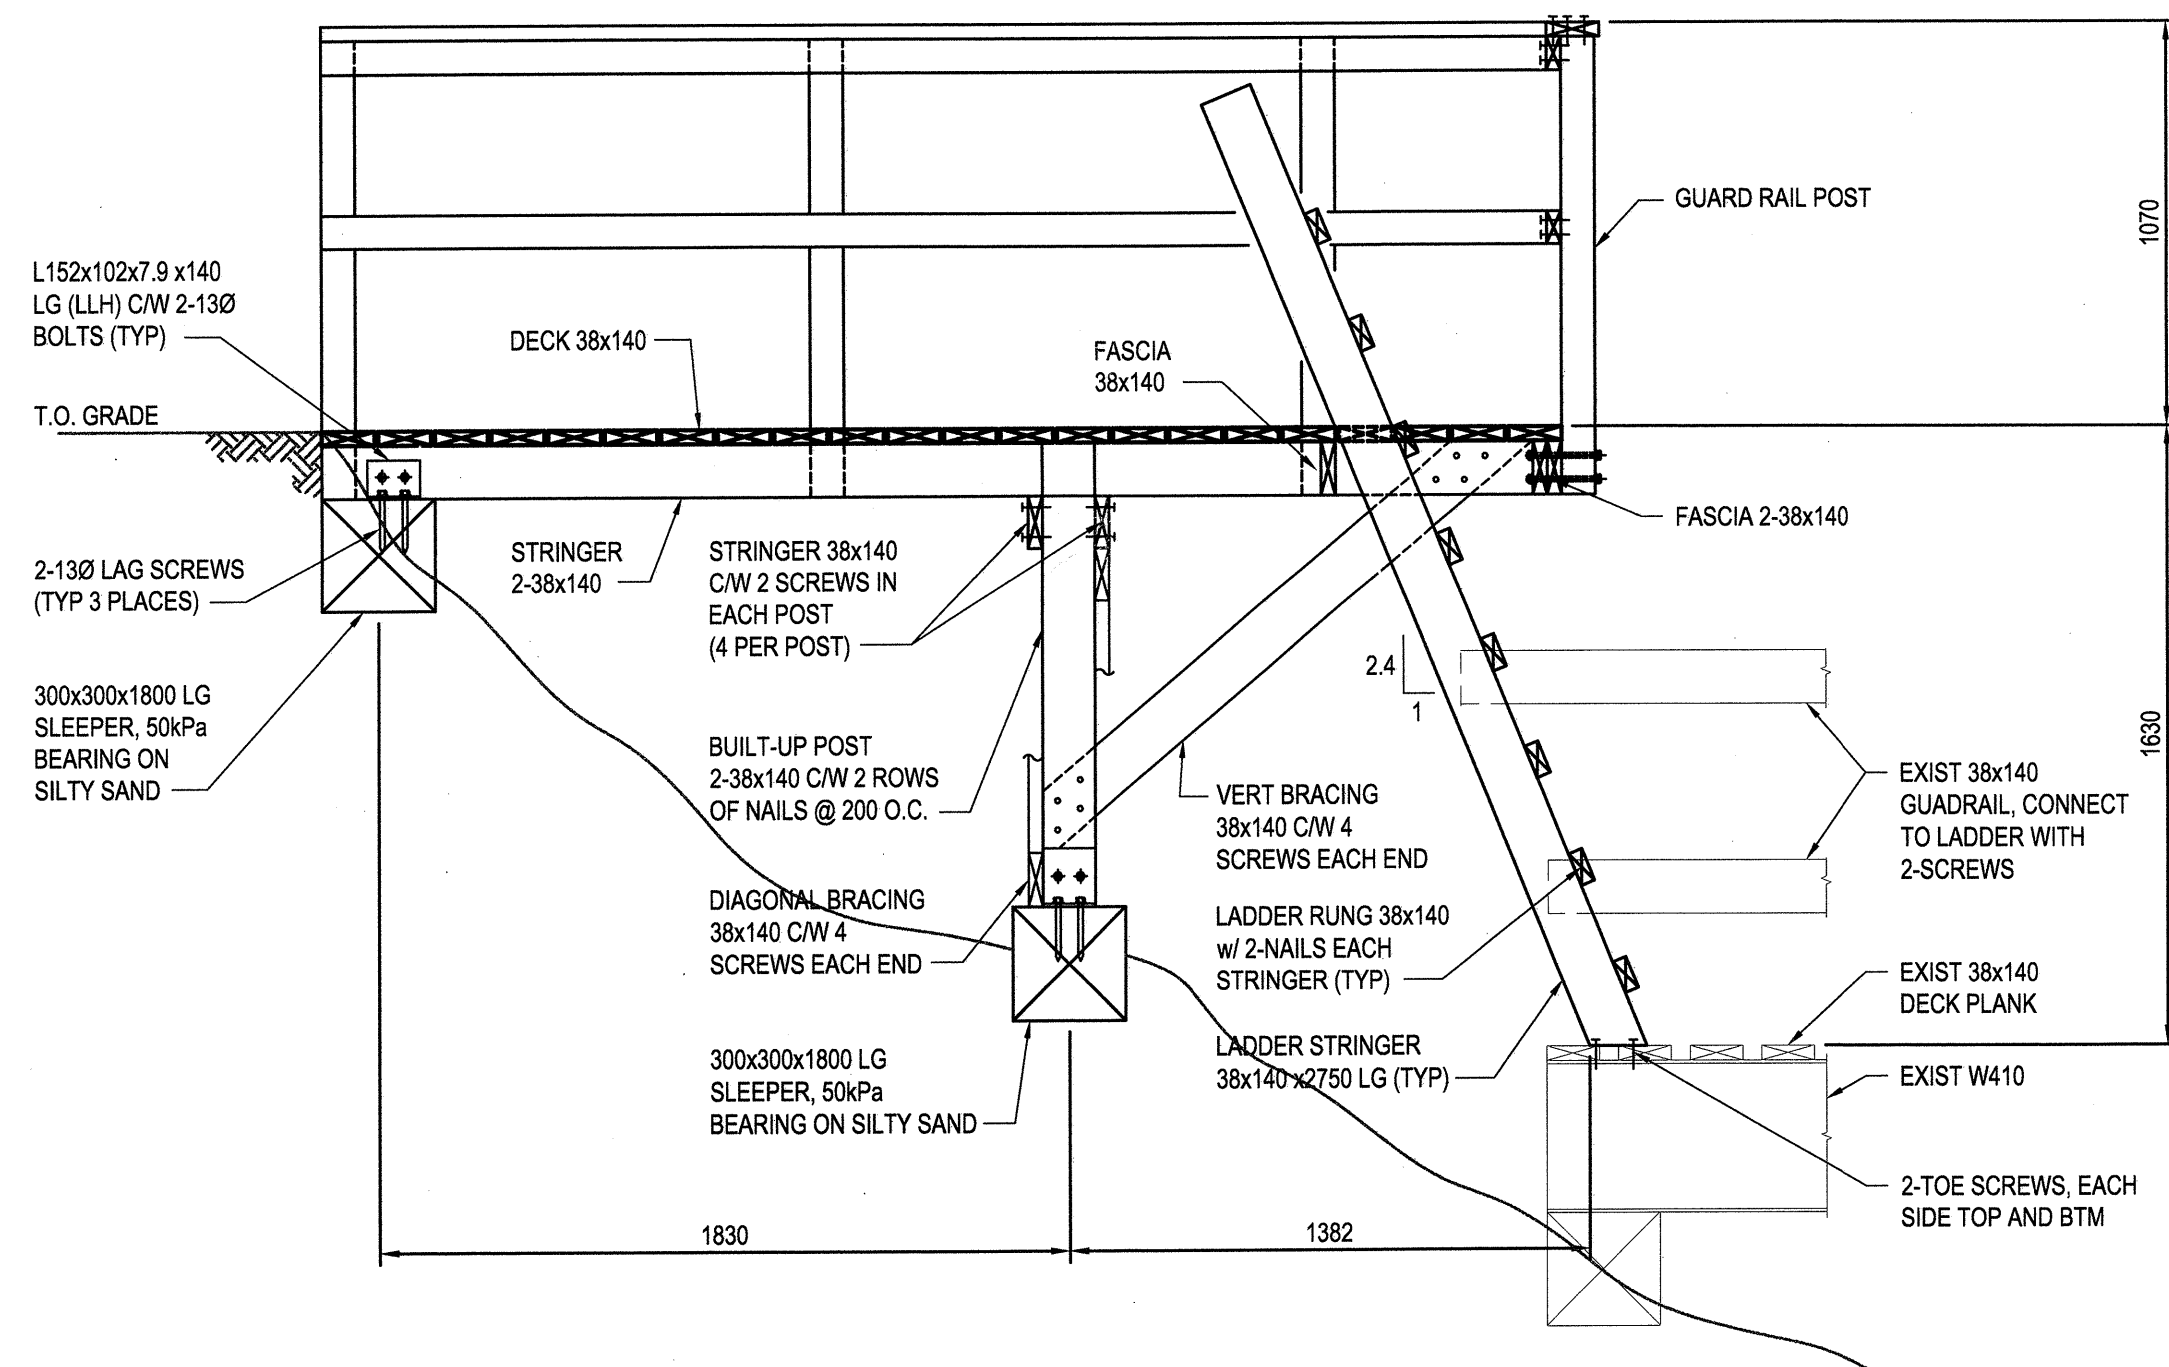 GUARD RAIL POST
1070
L152x102x7.9 x140
LG (LLH) C/W 2-13Ø
BOLTS (TYP)
DECK 38x140
FASCIA
38x140
T.O. GRADE
FASCIA 2-38x140
2-13Ø LAG SCREWS
(TYP 3 PLACES)
STRINGER
2-38x140
STRINGER 38x140
C/W 2 SCREWS IN
EACH POST
(4 PER POST)
2.4
1
1630
300x300x1800 LG
SLEEPER, 50kPa
BEARING ON
SILTY SAND
BUILT-UP POST
2-38x140 C/W 2 ROWS
OF NAILS @ 200 O.C.
VERT BRACING
38x140 C/W 4
SCREWS EACH END
EXIST 38x140
GUADRAIL, CONNECT
TO LADDER WITH
2-SCREWS
DIAGONAL BRACING
38x140 C/W 4
SCREWS EACH END
LADDER RUNG 38x140
w/ 2-NAILS EACH
STRINGER (TYP)
EXIST 38x140
DECK PLANK
300x300x1800 LG
SLEEPER, 50kPa
BEARING ON SILTY SAND
LADDER STRINGER
38x140 x2750 LG (TYP)
EXIST W410
2-TOE SCREWS, EACH
SIDE TOP AND BTM
1830
1382